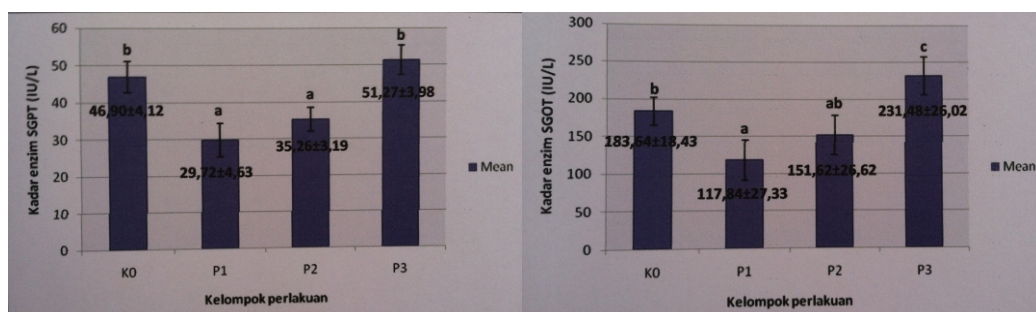 60
50
40
30
20
10
0
Kadar enzim SGPT (IU/L)
b
46,90±4,12
a
29,72±4,63
a
35,26±3,19
b
51,27±3,98
K0 P1 P2 P3
Kelompok perlakuan
Mean
300
250
200
150
100
50
0
Kadar enzim SGOT (IU/L)
b
183,64±18,43
a
117,84±27,33
ab
151,62±26,62
c
231,48±26,02
K0 P1 P2 P3
Kelompok perlakuan
Mean